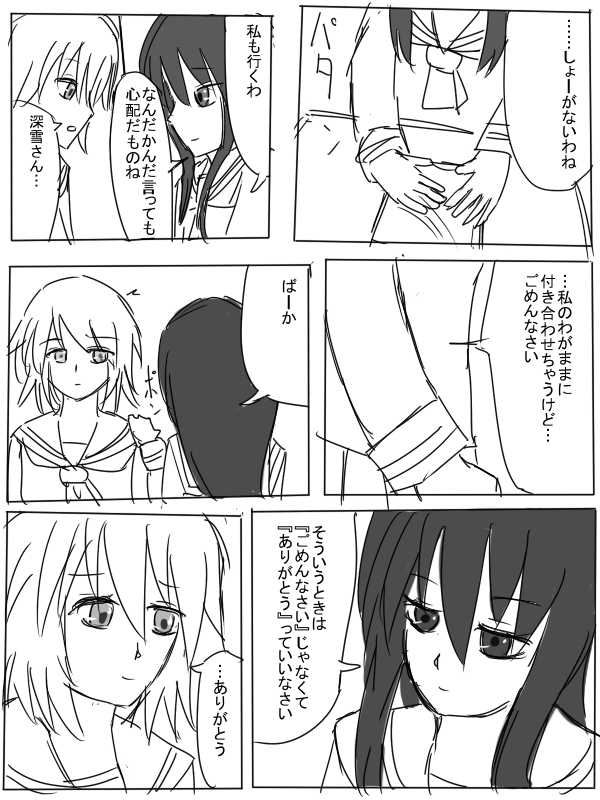 ……しょーがないわね
パタン
私も行くわ
なんだかんだ言っても
心配だものね
深雪さん…
…私のわがままに
付き合わせちゃうけど…
ごめんなさい
ばーか
ポン
そういうときは
『ごめんなさい』じゃなくて
『ありがとう』っていいなさい
…ありがとう